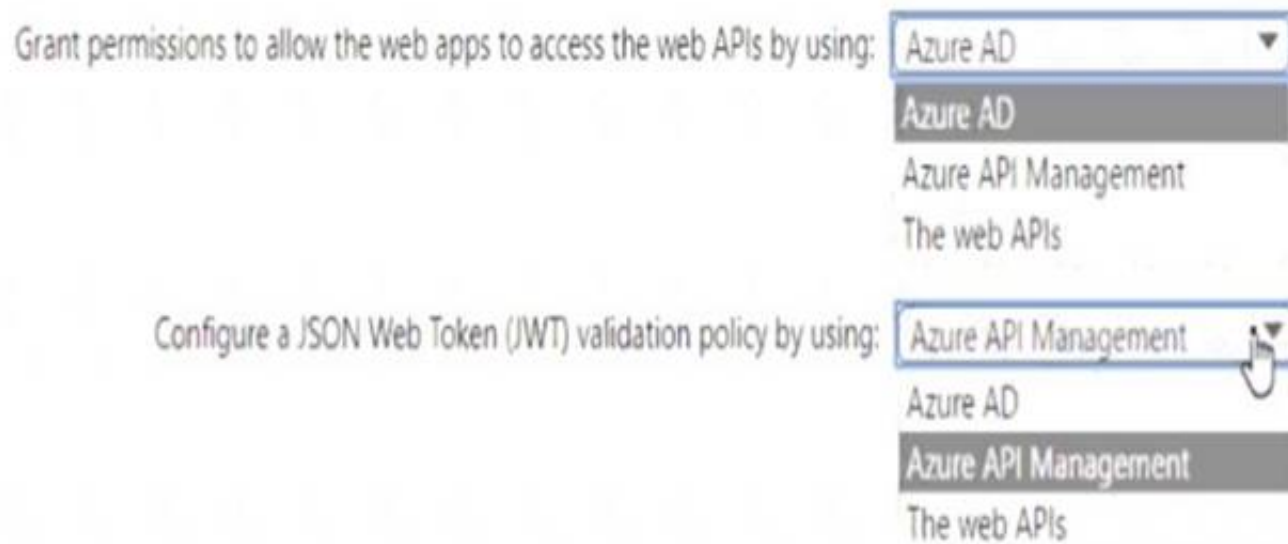 Grant permissions to allow the web apps to access the web APIs by using: Azure AD
Azure AD
Azure API Management
The web APIs
Configure a JSON Web Token (JWT) validation policy by using: Azure API Management
Azure AD
Azure API Management
The web APIs